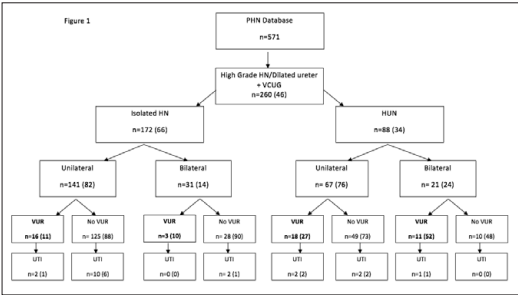 Figure 1
PHN Database
n=571
High Grade HN/Dilated ureter
+ VCUG
n=260 (46)
Isolated HN
n=172 (66)
HUN
n=88 (34)
Unilateral
n=141 (82)
Bilateral
n=31 (14)
Unilateral
n=67 (76)
Bilateral
n= 21 (24)
VUR
n=16 (11)
No VUR
n= 125 (88)
VUR
n=3 (10)
No VUR
n= 28 (90)
VUR
n=18 (27)
No VUR
n=49 (73)
VUR
n=11 (52)
No VUR
n=10 (48)
UTI
n=2 (1)
UTI
n=10 (6)
UTI
n=0 (0)
UTI
n=2 (1)
UTI
n=2 (2)
UTI
n=2 (2)
UTI
n=1 (1)
UTI
n=0 (0)